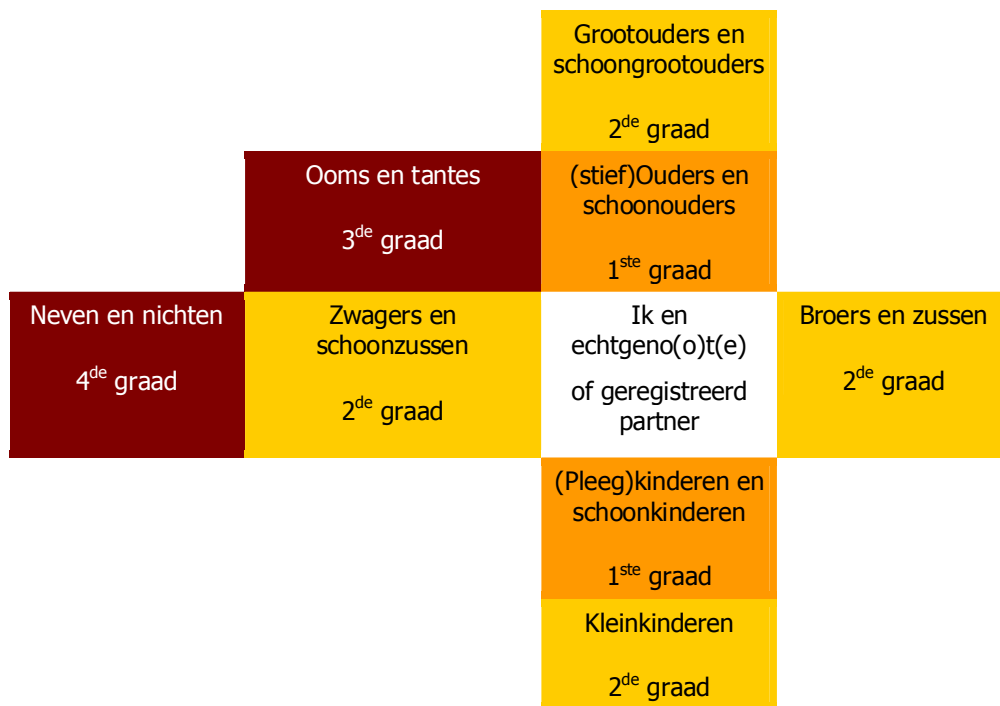 Grootouders en
schoongrootouders
2de graad
Ooms en tantes
3de graad
(stief)Ouders en
schoonouders
1ste graad
Neven en nichten
4de graad
Zwagers en
schoonzussen
2de graad
Ik en
echtgeno(o)t(e)
of geregistreerd
partner
Broers en zussen
2de graad
(Pleeg)kinderen en
schoonkinderen
1ste graad
Kleinkinderen
2de graad